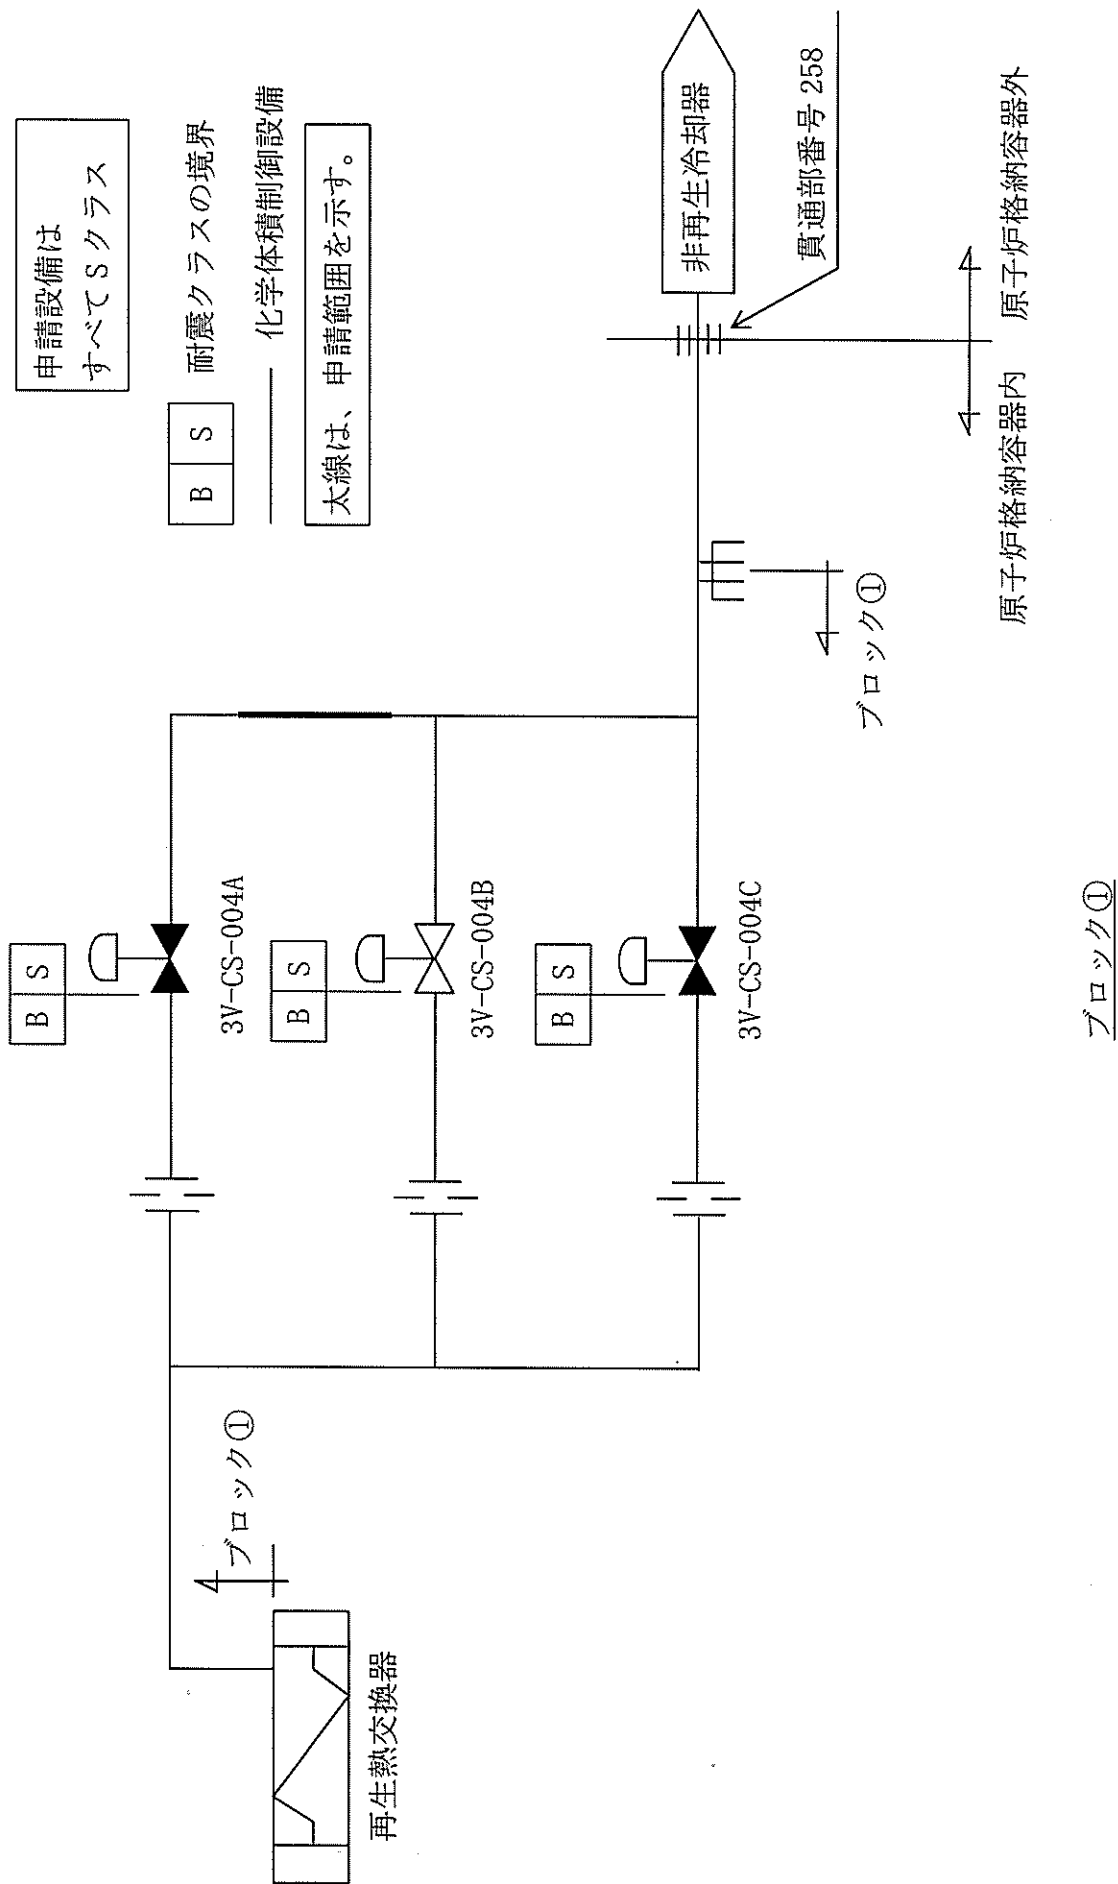 申請設備は
すべてSクラス
B S
耐震クラスの境界
化学体積制御設備
太線は、申請範囲を示す。
B S
3V-CS-004A
B S
3V-CS-004B
B S
3V-CS-004C
ブロック①
再生熱交換器
非再生冷却器
貫通部番号 258
ブロック①
原子炉格納容器内
原子炉格納容器外
ブロック①